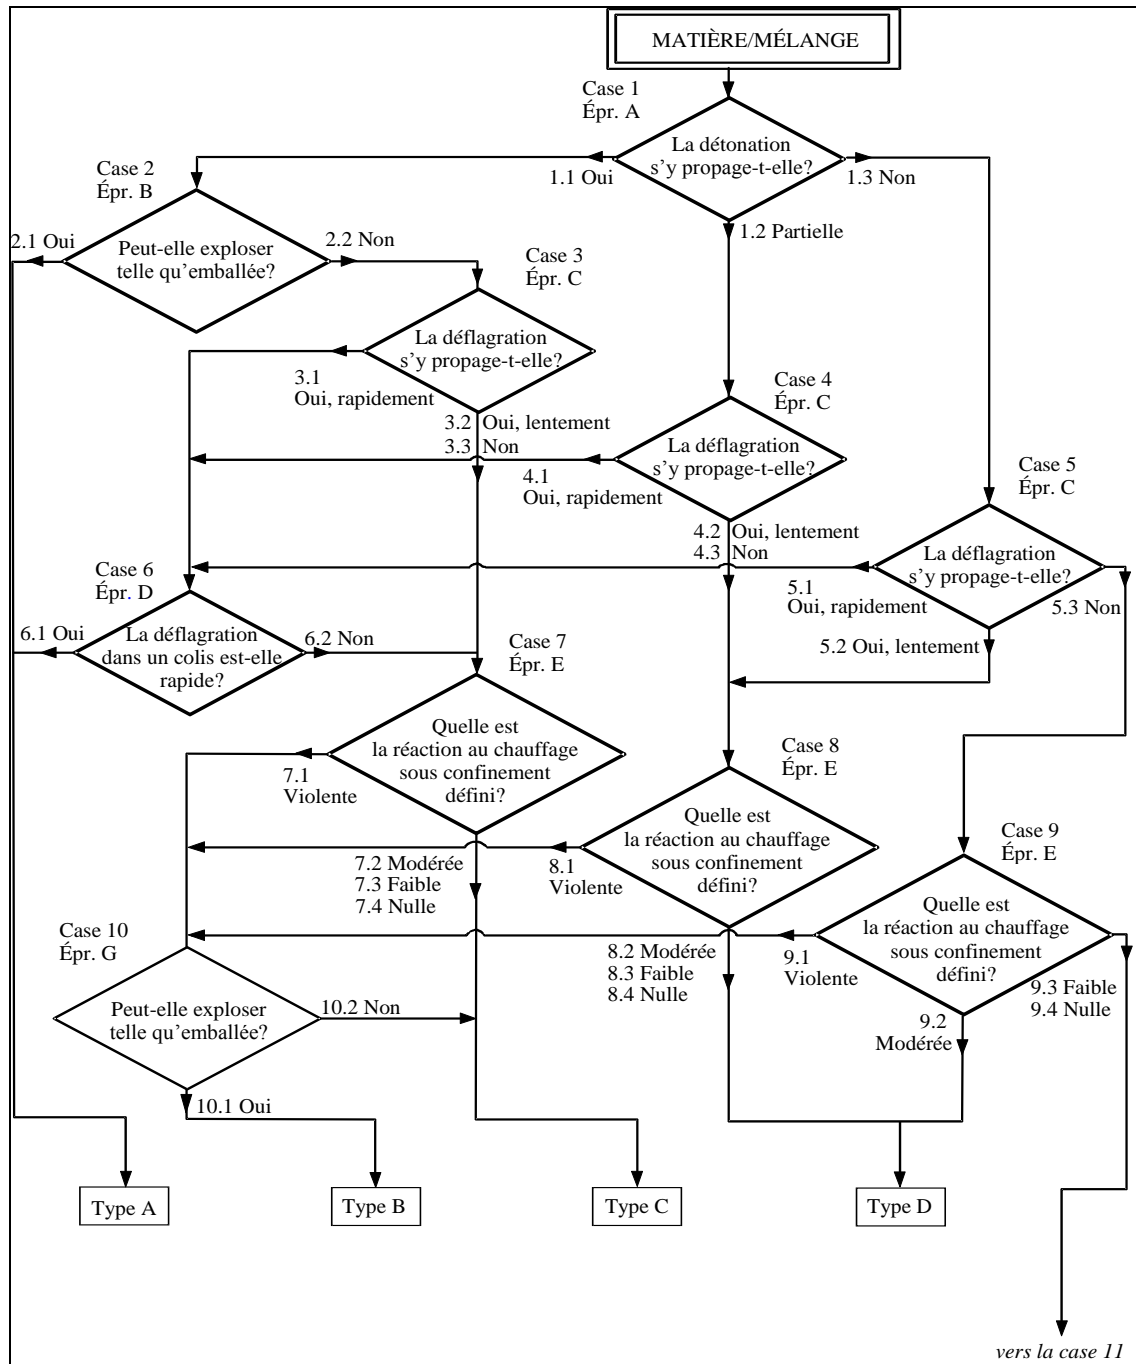 MATIÈRE/MÉLANGE
Case 1
Épr. A
La détonation
s'y propage-t-elle?
1.1 Oui
1.3 Non
1.2 Partielle
Case 2
Épr. B
Peut-elle exploser
telle qu'emballée?
2.1 Oui
2.2 Non
Case 3
Épr. C
La déflagration
s'y propage-t-elle?
3.1
Oui, rapidement
3.2 Oui, lentement
3.3 Non
Case 4
Épr. C
La déflagration
s'y propage-t-elle?
4.1
Oui, rapidement
4.2 Oui, lentement
4.3 Non
Case 5
Épr. C
La déflagration
s'y propage-t-elle?
5.1
Oui, rapidement
5.3 Non
5.2 Oui, lentement
Case 6
Épr. D
La déflagration
dans un colis est-elle
rapide?
6.1 Oui
6.2 Non
Case 7
Épr. E
Quelle est
la réaction au chauffage
sous confinement
défini?
7.1
Violente
7.2 Modérée
7.3 Faible
7.4 Nulle
Case 8
Épr. E
Quelle est
la réaction au chauffage
sous confinement
défini?
8.1
Violente
8.2 Modérée
8.3 Faible
8.4 Nulle
Case 9
Épr. E
Quelle est
la réaction au chauffage
sous confinement
défini?
9.1
Violente
9.3 Faible
9.4 Nulle
9.2
Modérée
Case 10
Épr. G
Peut-elle exploser
telle qu'emballée?
10.2 Non
10.1 Oui
Type A
Type B
Type C
Type D
vers la case 11